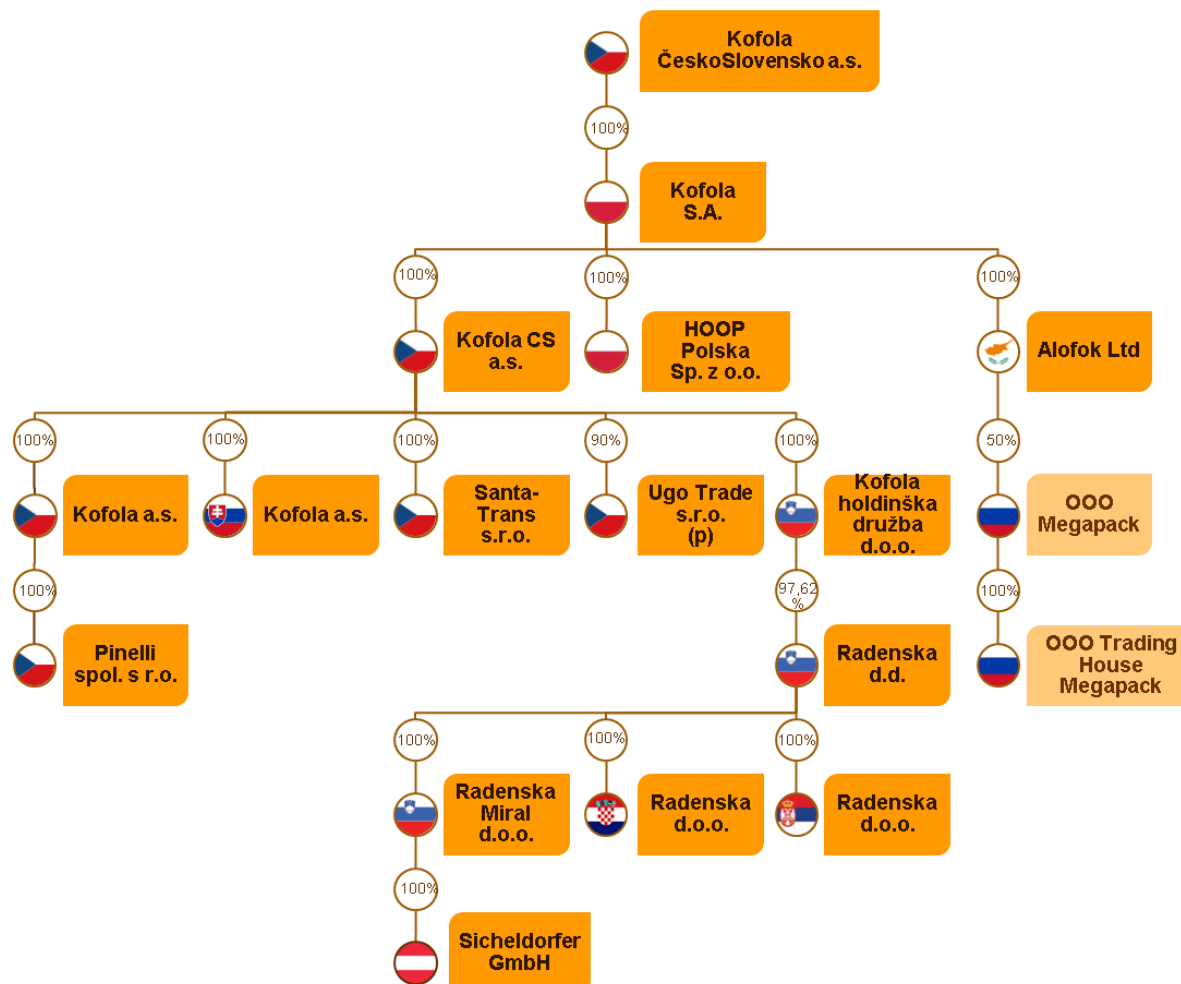 Kofola
ČeskoSlovensko a.s.
100%
Kofola
S.A.
100%
100%
100%
Kofola CS
a.s.
HOOP
Polska
Sp. z o.o.
Alofok Ltd
100%
100%
100%
90%
100%
50%
Kofola a.s.
Kofola a.s.
Santa-
Trans
s.r.o.
Ugo Trade
s.r.o.
(p)
Kofola
holdinška
družba
d.o.o.
OOO
Megapack
100%
97,62
%
100%
Pinelli
spol. s r.o.
Radenska
d.d.
OOO Trading
House
Megapack
100%
100%
100%
Radenska
Miral
d.o.o.
Radenska
d.o.o.
Radenska
d.o.o.
100%
Sicheldorfer
GmbH